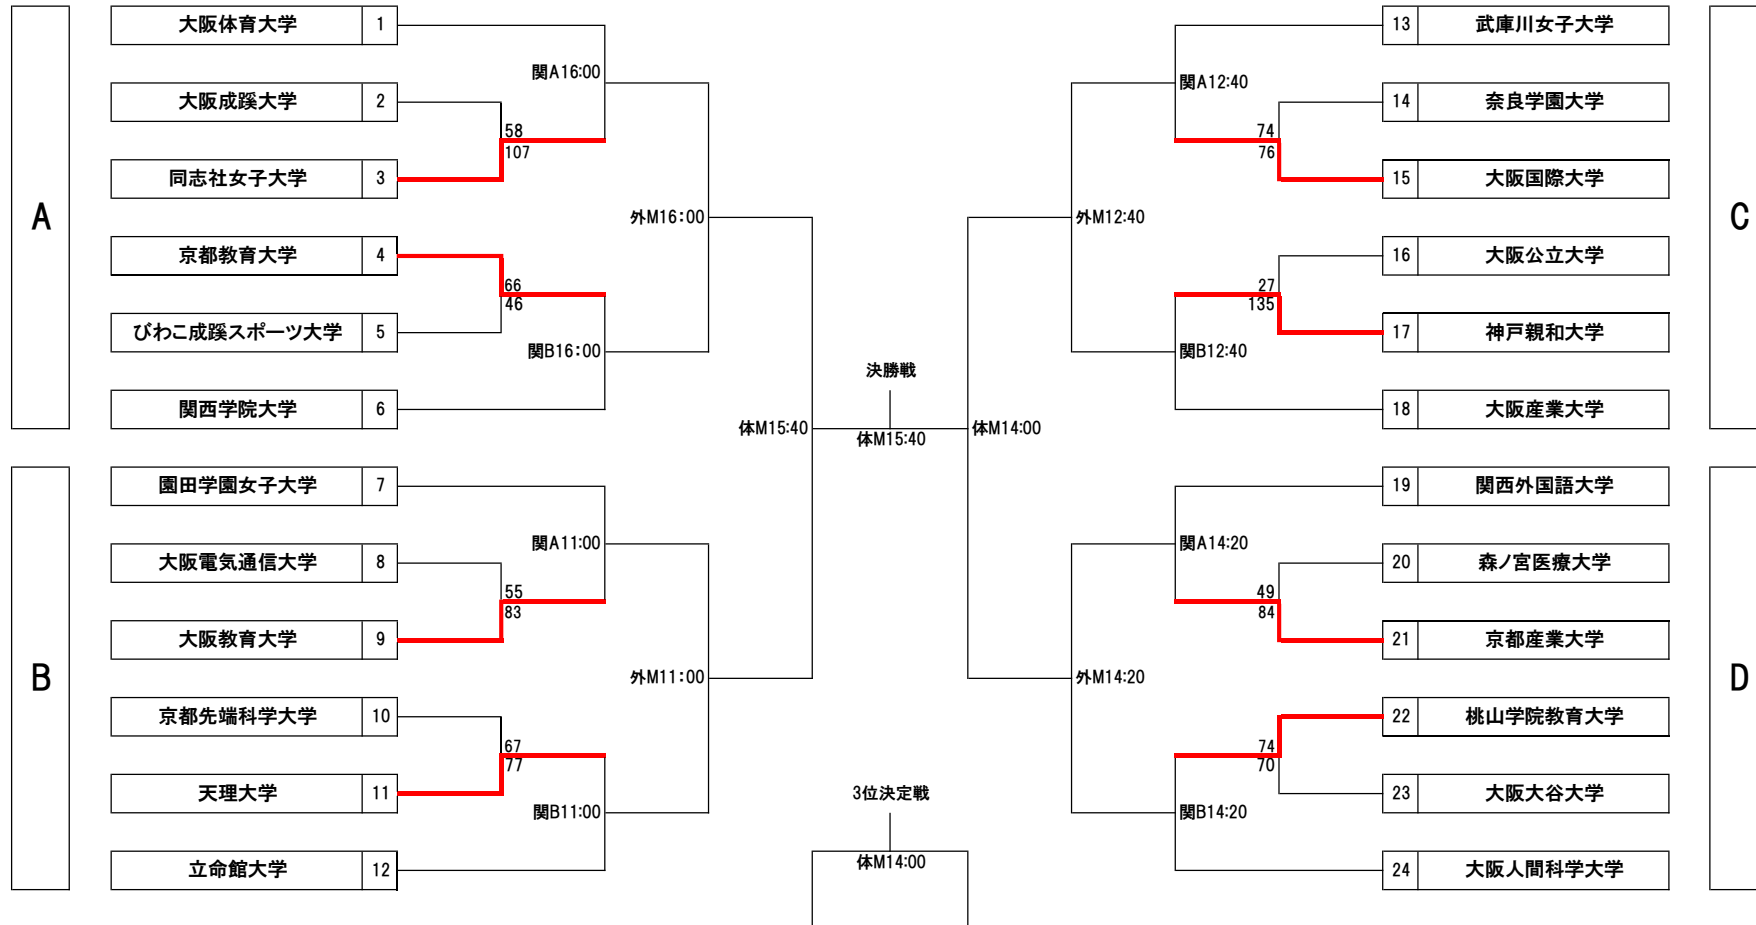 A
大阪体育大学 1
関A16:00
大阪成蹊大学 2
58
107
同志社女子大学 3
外M16:00
京都教育大学 4
66
46
びわこ成蹊スポーツ大学 5
関B16:00
関西学院大学 6
体M15:40
B
園田学園女子大学 7
関A11:00
大阪電気通信大学 8
55
83
大阪教育大学 9
外M11:00
京都先端科学大学 10
67
77
天理大学 11
関B11:00
立命館大学 12
決勝戦
体M15:40
3位決定戦
体M14:00
C
13 武庫川女子大学
関A12:40
14 奈良学園大学
74
76
15 大阪国際大学
外M12:40
16 大阪公立大学
27
135
17 神戸親和大学
関B12:40
18 大阪産業大学
体M14:00
D
19 関西外国語大学
関A14:20
20 森ノ宮医療大学
49
84
21 京都産業大学
外M14:20
22 桃山学院教育大学
74
70
23 大阪大谷大学
関B14:20
24 大阪人間科学大学